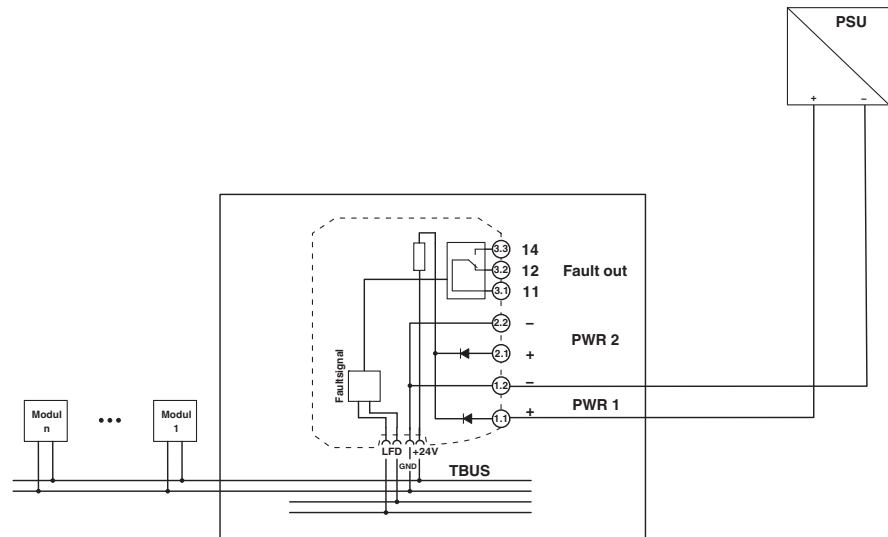 PSU
+ −
3.3 14
3.2 12 Fault out
3.1 11
2.2 −
PWR 2
2.1 +
1.2 −
PWR 1
1.1 +
Faultsignal
Modul
n
•••
Modul
1
LFD +24V
GND
TBUS